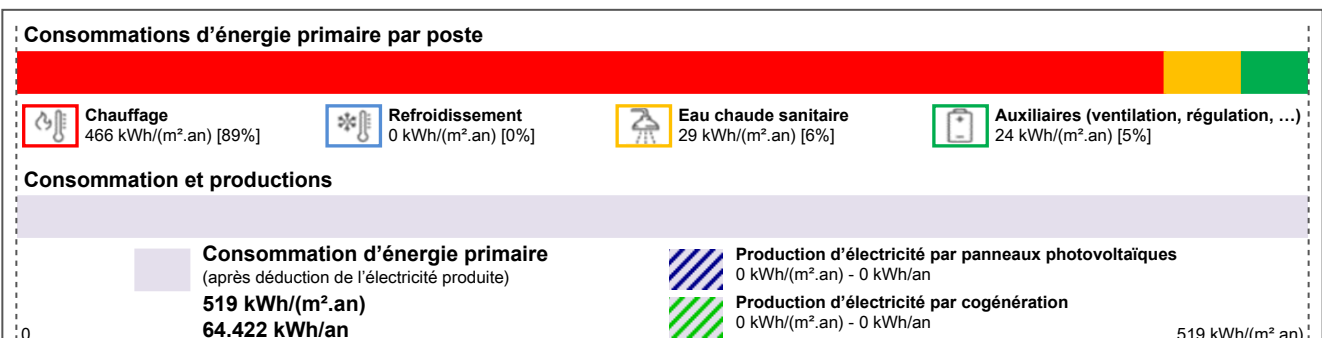 Consommations d’énergie primaire par poste
Chauffage
466 kWh/(m².an) [89%]
Refroidissement
0 kWh/(m².an) [0%]
Eau chaude sanitaire
29 kWh/(m².an) [6%]
Auxiliaires (ventilation, régulation, …)
24 kWh/(m².an) [5%]
Consommation et productions
Consommation d’énergie primaire
(après déduction de l’électricité produite)
519 kWh/(m².an)
64.422 kWh/an
Production d’électricité par panneaux photovoltaïques
0 kWh/(m².an) - 0 kWh/an
Production d’électricité par cogénération
0 kWh/(m².an) - 0 kWh/an
0
519 kWh/(m².an)